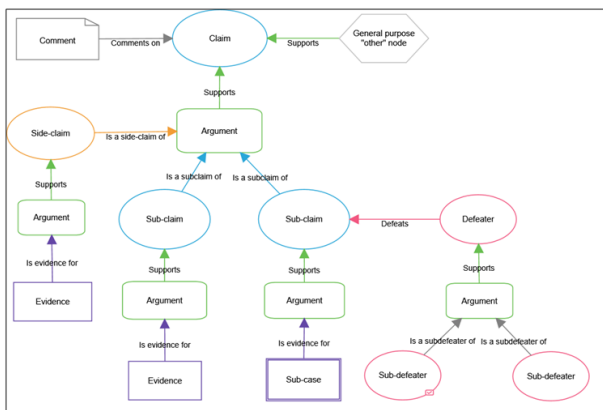 Comment
Comments on
Claim
Supports
General purpose
"other" node
Supports
Side-claim
Is a side-claim of
Argument
Supports
Is a subclaim of
Is a subclaim of
Argument
Sub-claim
Sub-claim
Defeats
Defeater
Is evidence for
Supports
Supports
Supports
Evidence
Argument
Argument
Argument
Is evidence for
Is evidence for
Is a subdefeater of
Is a subdefeater of
Evidence
Sub-case
Sub-defeater
Sub-defeater